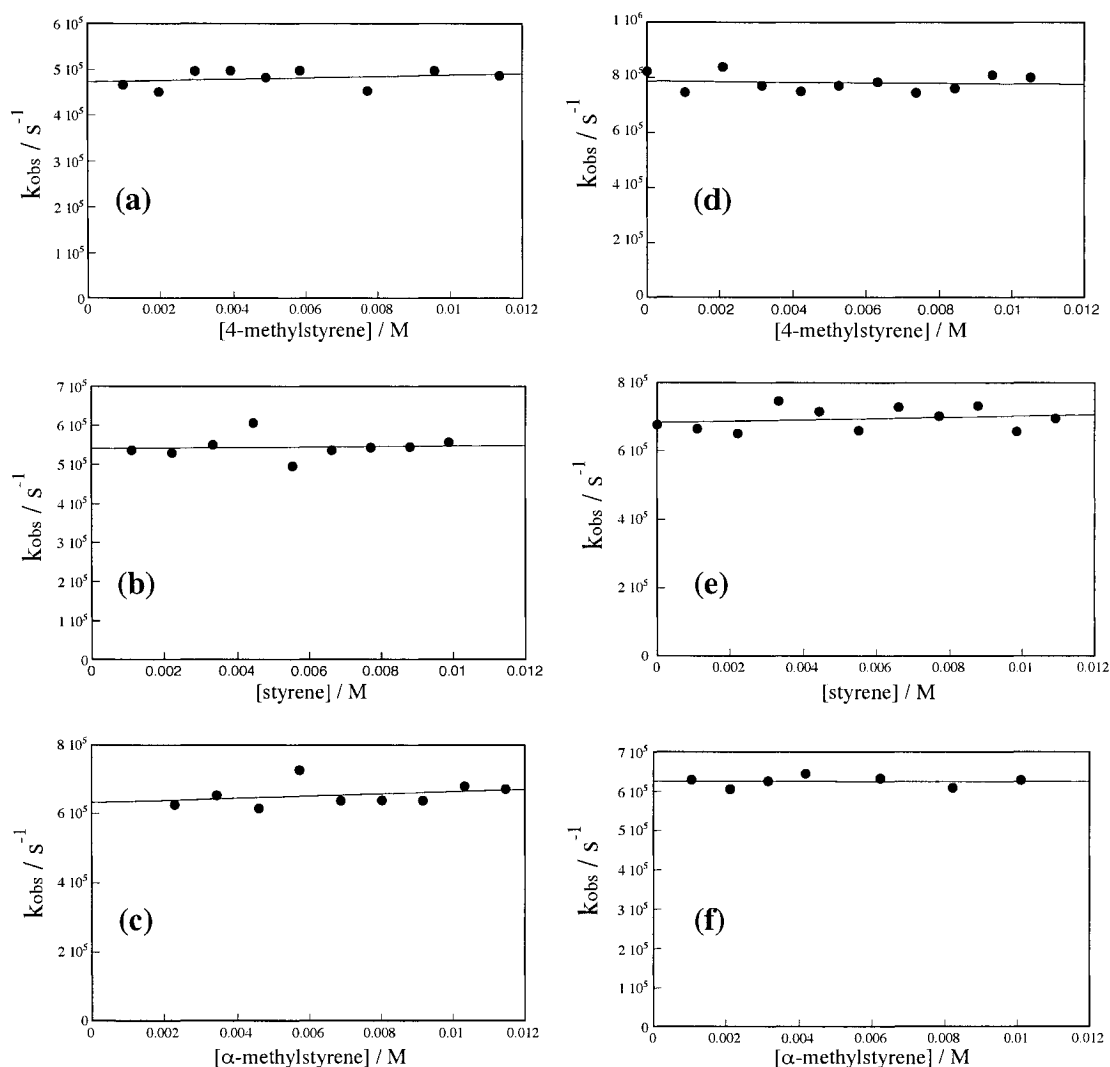 6 10⁵
5 10⁵
4 10⁵
3 10⁵
2 10⁵
1 10⁵
0
kobs / s⁻¹
(a)
0 0.002 0.004 0.006 0.008 0.01 0.012
[4-methylstyrene] / M
1 10⁶
8 10⁵
6 10⁵
4 10⁵
2 10⁵
0
kobs / s⁻¹
(d)
0 0.002 0.004 0.006 0.008 0.01 0.012
[4-methylstyrene] / M
7 10⁵
6 10⁵
5 10⁵
4 10⁵
3 10⁵
2 10⁵
1 10⁵
0
kobs / s⁻¹
(b)
0 0.002 0.004 0.006 0.008 0.01 0.012
[styrene] / M
8 10⁵
6 10⁵
4 10⁵
2 10⁵
0
kobs / s⁻¹
(e)
0 0.002 0.004 0.006 0.008 0.01 0.012
[styrene] / M
8 10⁵
6 10⁵
4 10⁵
2 10⁵
0
kobs / s⁻¹
(c)
0 0.002 0.004 0.006 0.008 0.01 0.012
[α-methylstyrene] / M
7 10⁵
6 10⁵
5 10⁵
4 10⁵
3 10⁵
2 10⁵
1 10⁵
0
kobs / s⁻¹
(f)
0 0.002 0.004 0.006 0.008 0.01 0.012
[α-methylstyrene] / M